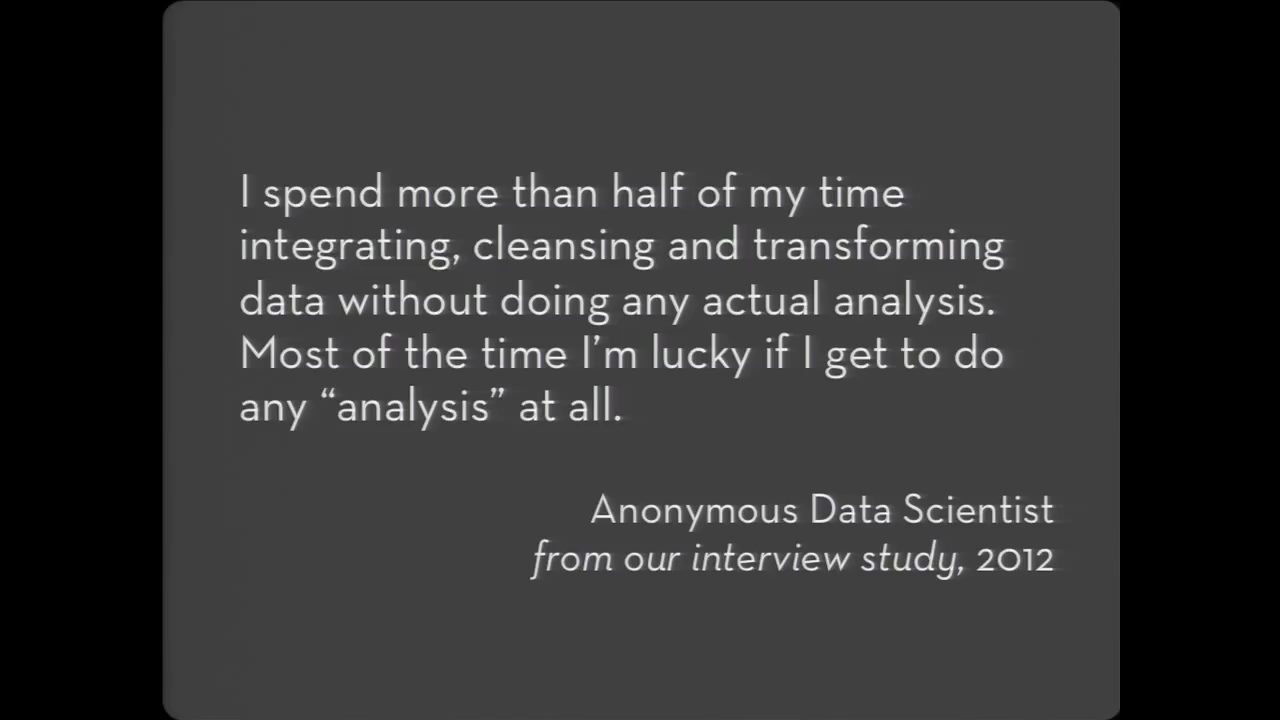 I spend more than half of my time
integrating, cleansing and transforming
data without doing any actual analysis.
Most of the time I’m lucky if I get to do
any “analysis” at all.
Anonymous Data Scientist
from our interview study, 2012